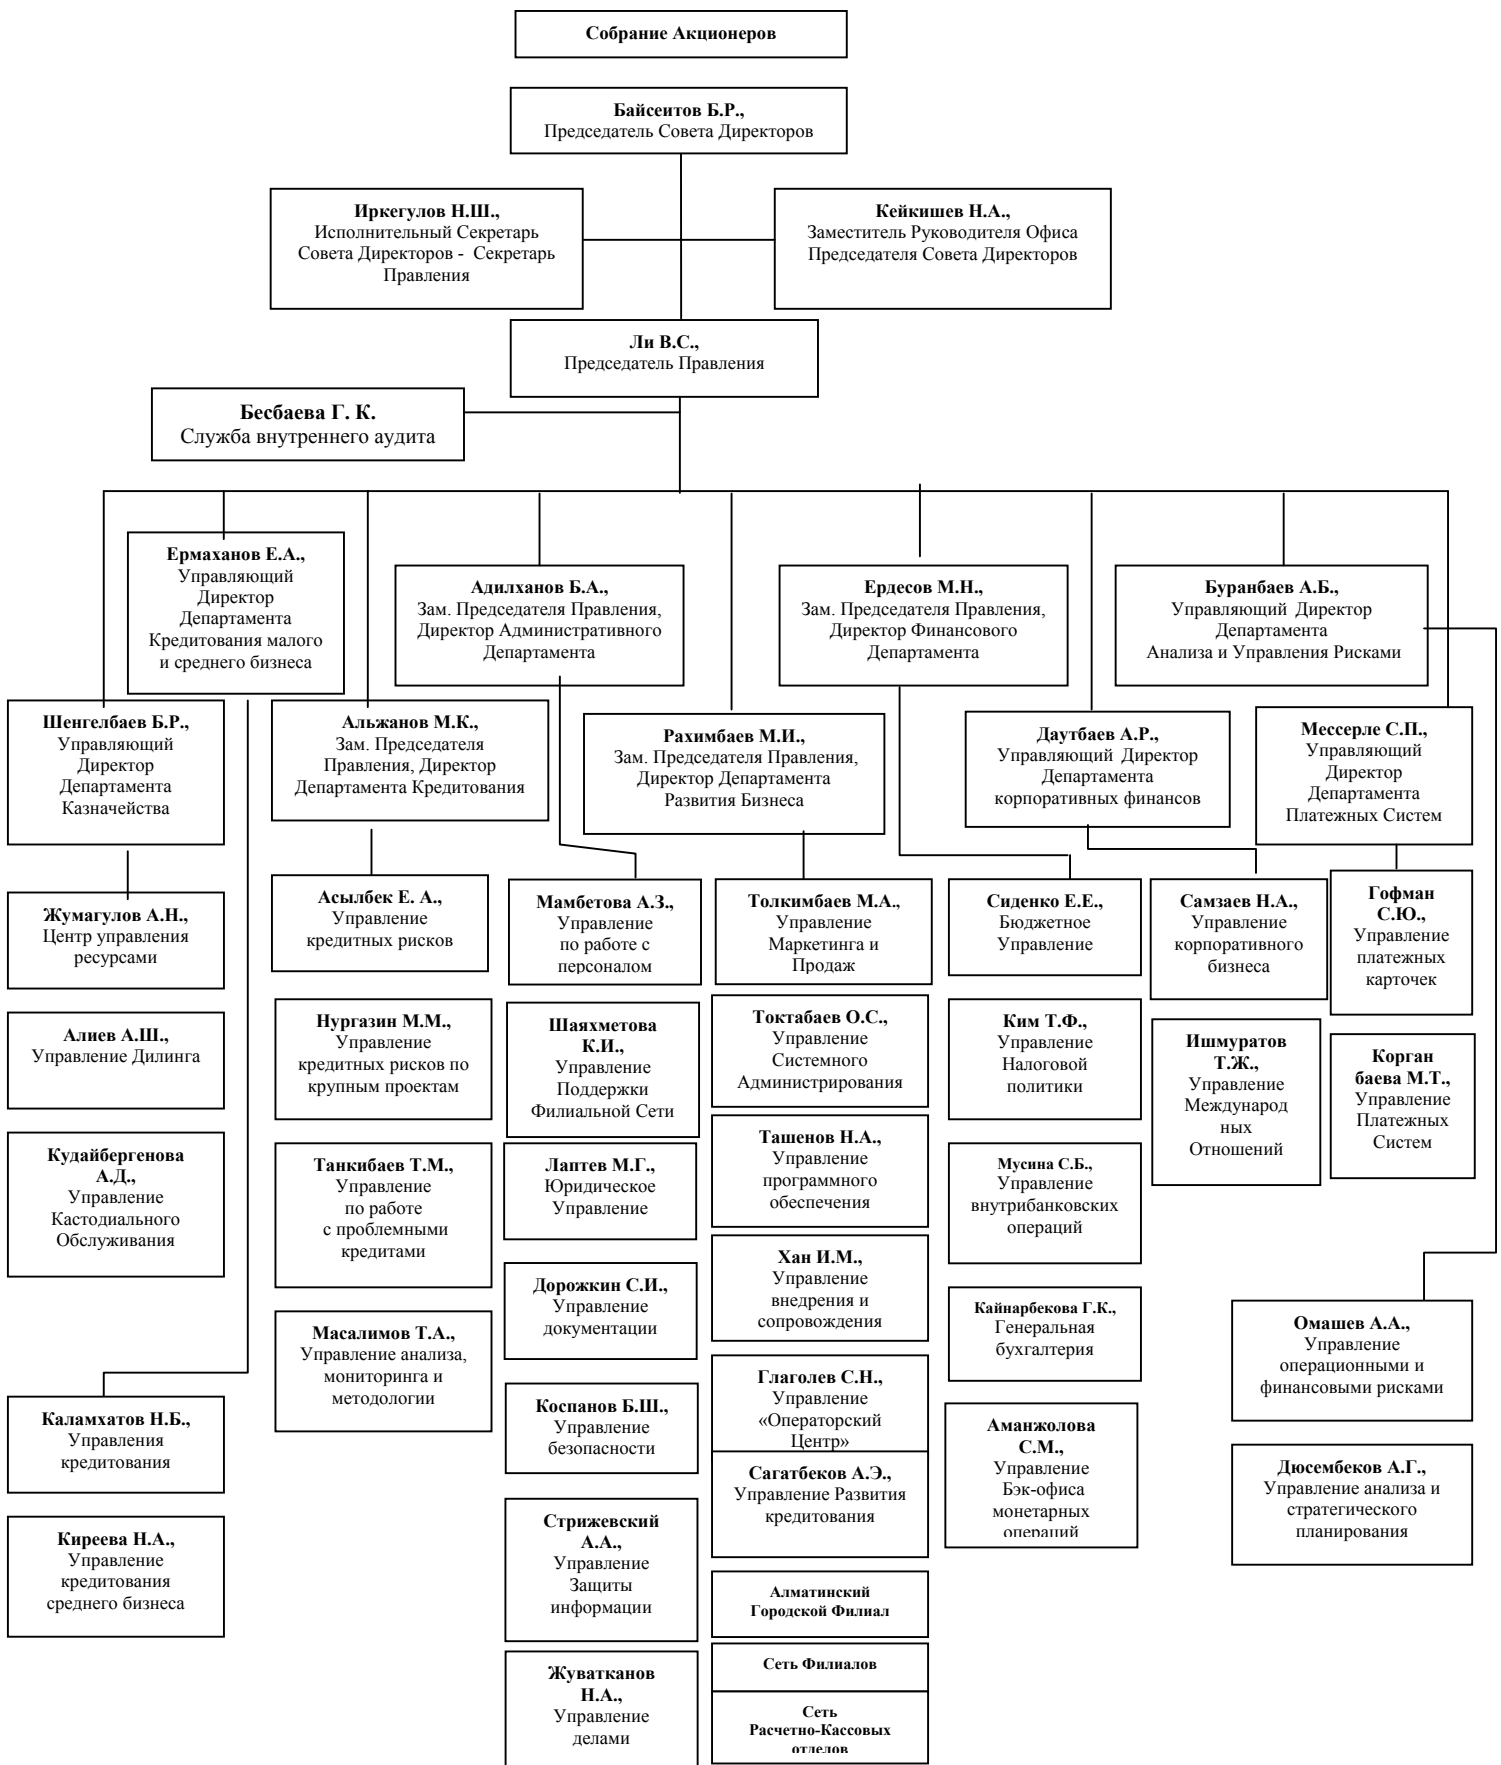 Собрание Акционеров
Байсеитов Б.Р.,
Председатель Совета Директоров
Иркегулов Н.Ш.,
Исполнительный Секретарь
Совета Директоров - Секретарь
Правления
Кейкишев Н.А.,
Заместитель Руководителя Офиса
Председателя Совета Директоров
Ли В.С.,
Председатель Правления
Бесбаева Г. К.
Служба внутреннего аудита
Ермаханов Е.А.,
Управляющий
Директор
Департамента
Кредитования малого
и среднего бизнеса
Адилханов Б.А.,
Зам. Председателя Правления,
Директор Административного
Департамента
Ердесов М.Н.,
Зам. Председателя Правления,
Директор Финансового
Департамента
Буранбаев А.Б.,
Управляющий Директор
Департамента
Анализа и Управления Рисками
Шенгелбаев Б.Р.,
Управляющий
Директор
Департамента
Казначейства
Альжанов М.К.,
Зам. Председателя
Правления, Директор
Департамента Кредитования
Рахимбаев М.И.,
Зам. Председателя Правления,
Директор Департамента
Развития Бизнеса
Даутбаев А.Р.,
Управляющий Директор
Департамента
корпоративных финансов
Мессерле С.П.,
Управляющий
Директор
Департамента
Платежных Систем
Жумагулов А.Н.,
Центр управления
ресурсами
Алиев А.Ш.,
Управление Дилинга
Кудайбергенова
А.Д.,
Управление
Кастодиального
Обслуживания
Каламхатов Н.Б.,
Управления
кредитования
Киреева Н.А.,
Управление
кредитования
среднего бизнеса
Асылбек Е. А.,
Управление
кредитных рисков
Нургазин М.М.,
Управление
кредитных рисков по
крупным проектам
Танкибаев Т.М.,
Управление
по работе
с проблемными
кредитами
Масалимов Т.А.,
Управление анализа,
мониторинга и
методологии
Мамбетова А.З.,
Управление
по работе с
персоналом
Шаяхметова
К.И.,
Управление
Поддержки
Филиальной Сети
Лаптев М.Г.,
Юридическое
Управление
Дорожкин С.И.,
Управление
документации
Коспанов Б.Ш.,
Управление
безопасности
Стрижевский
А.А.,
Управление
Защиты
информации
Жуватканов
Н.А.,
Управление
делами
Толкимбаев М.А.,
Управление
Маркетинга и
Продаж
Токтабаев О.С.,
Управление
Системного
Администрирования
Ташенов Н.А.,
Управление
программного
обеспечения
Хан И.М.,
Управление
внедрения и
сопровождения
Глаголев С.Н.,
Управление
«Операторский
Центр»
Сагатбеков А.Э.,
Управление Развития
кредитования
Алматинский
Городской Филиал
Сеть Филиалов
Сеть
Расчетно-Кассовых
отделов
Сиденко Е.Е.,
Бюджетное
Управление
Ким Т.Ф.,
Управление
Налоговой
политики
Мусина С.Б.,
Управление
внутрибанковских
операций
Кайнарбекова Г.К.,
Генеральная
бухгалтерия
Аманжолова
С.М.,
Управление
Бэк-офиса
монетарных
операций
Самзаев Н.А.,
Управление
корпоративного
бизнеса
Ишмуратов
Т.Ж.,
Управление
Международ
ных
Отношений
Гофман
С.Ю.,
Управление
платежных
карточек
Корган
баева М.Т.,
Управление
Платежных
Систем
Омашев А.А.,
Управление
операционными и
финансовыми рисками
Дюсембеков А.Г.,
Управление анализа и
стратегического
планирования